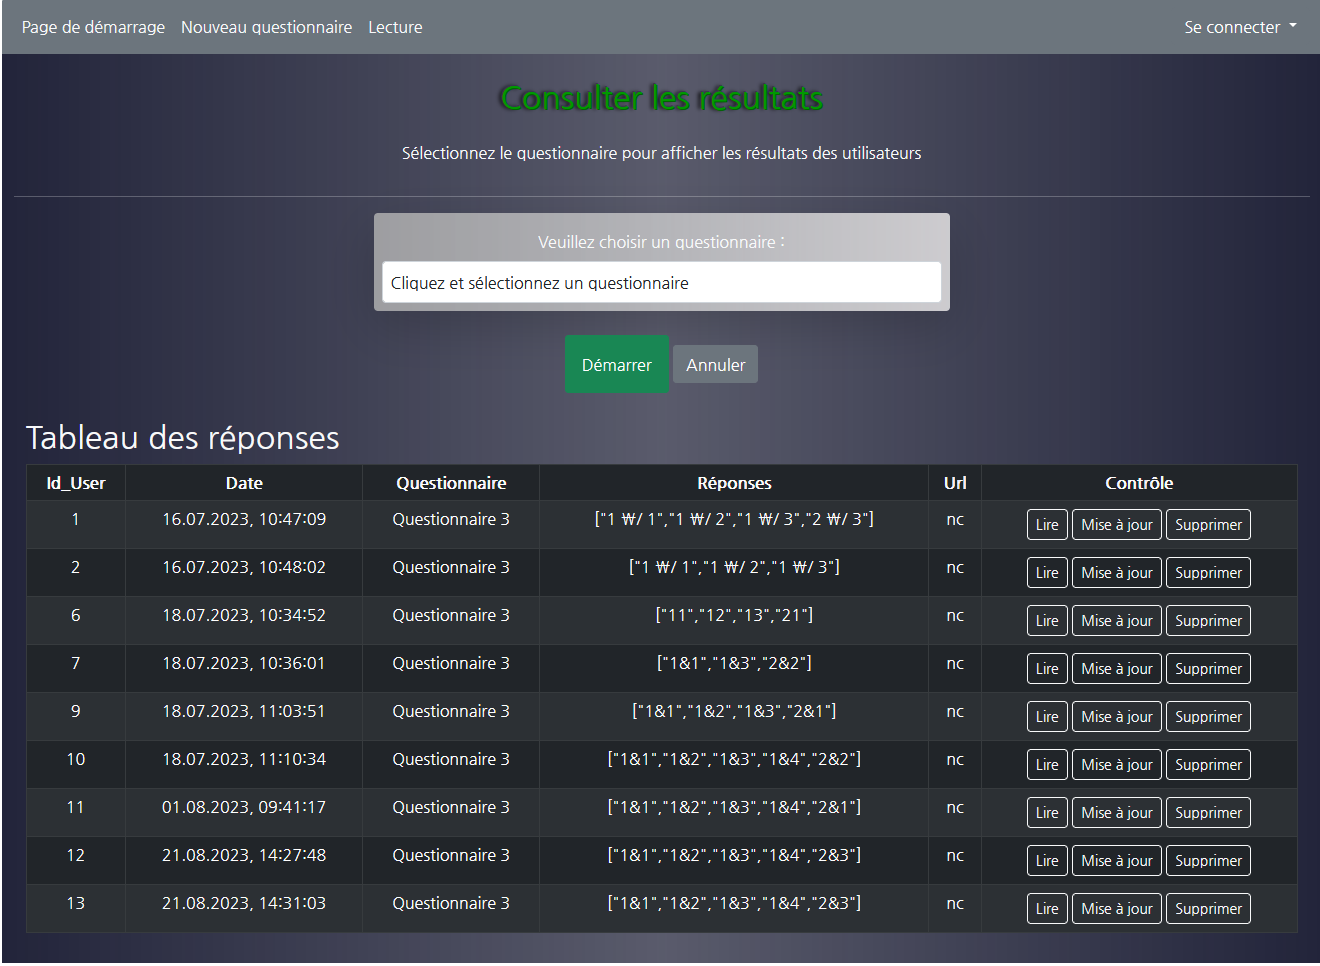 Page de démarrage Nouveau questionnaire Lecture Se connecter
Consulter les résultats
Sélectionnez le questionnaire pour afficher les résultats des utilisateurs
Veuillez choisir un questionnaire :
Cliquez et sélectionnez un questionnaire
Démarrer Annuler
Tableau des réponses
Id_User Date Questionnaire Réponses Url Contrôle
1 16.07.2023, 10:47:09 Questionnaire 3 ["1 ₩/ 1","1 ₩/ 2","1 ₩/ 3","2 ₩/ 3"] nc Lire Mise à jour Supprimer
2 16.07.2023, 10:48:02 Questionnaire 3 ["1 ₩/ 1","1 ₩/ 2","1 ₩/ 3"] nc Lire Mise à jour Supprimer
6 18.07.2023, 10:34:52 Questionnaire 3 ["11","12","13","21"] nc Lire Mise à jour Supprimer
7 18.07.2023, 10:36:01 Questionnaire 3 ["1&1","1&3","2&2"] nc Lire Mise à jour Supprimer
9 18.07.2023, 11:03:51 Questionnaire 3 ["1&1","1&2","1&3","2&1"] nc Lire Mise à jour Supprimer
10 18.07.2023, 11:10:34 Questionnaire 3 ["1&1","1&2","1&3","1&4","2&2"] nc Lire Mise à jour Supprimer
11 01.08.2023, 09:41:17 Questionnaire 3 ["1&1","1&2","1&3","1&4","2&1"] nc Lire Mise à jour Supprimer
12 21.08.2023, 14:27:48 Questionnaire 3 ["1&1","1&2","1&3","1&4","2&3"] nc Lire Mise à jour Supprimer
13 21.08.2023, 14:31:03 Questionnaire 3 ["1&1","1&2","1&3","1&4","2&3"] nc Lire Mise à jour Supprimer